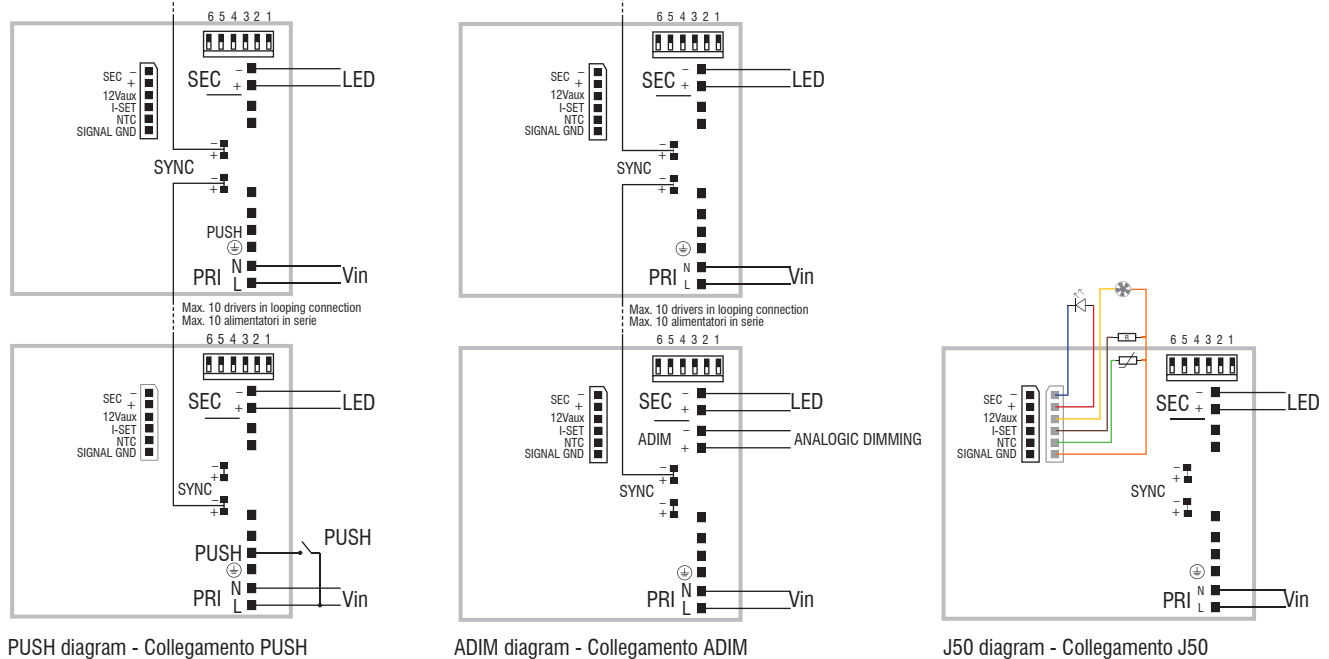 6 5 4 3 2 1
SEC −
+
12Vaux
I-SET
NTC
SIGNAL GND
SEC −
+
LED
−
+
SYNC
−
+
PUSH
PRI N
L
Vin
Max. 10 drivers in looping connection
Max. 10 alimentatori in serie
6 5 4 3 2 1
SEC −
+
12Vaux
I-SET
NTC
SIGNAL GND
SEC −
+
LED
−
+
SYNC
−
+
PUSH
PUSH
PRI N
L
Vin
PUSH diagram - Collegamento PUSH
6 5 4 3 2 1
SEC −
+
12Vaux
I-SET
NTC
SIGNAL GND
SEC −
+
LED
−
+
SYNC
−
+
PRI N
L
Vin
Max. 10 drivers in looping connection
Max. 10 alimentatori in serie
6 5 4 3 2 1
SEC −
+
12Vaux
I-SET
NTC
SIGNAL GND
SEC −
+
LED
ADIM −
+
ANALOGIC DIMMING
−
+
SYNC
−
+
PRI N
L
Vin
ADIM diagram - Collegamento ADIM
R
6 5 4 3 2 1
SEC −
+
12Vaux
I-SET
NTC
SIGNAL GND
SEC −
+
LED
−
+
SYNC
−
+
PRI N
L
Vin
J50 diagram - Collegamento J50